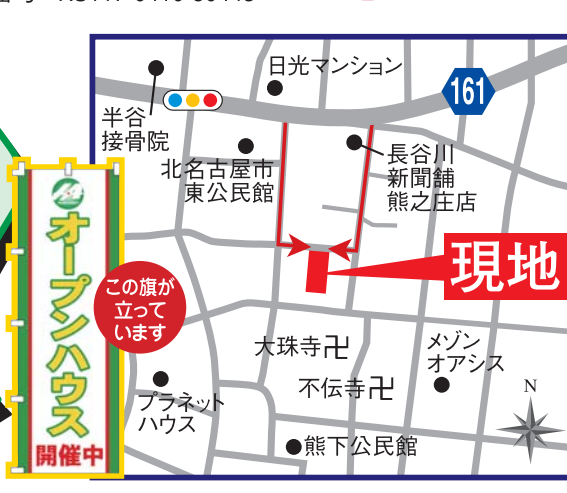 日光マンション
161
半谷
接骨院
長谷川
新聞舗
熊之庄店
北名古屋市
東公民館
現地
オープンハウス
開催中
この旗が
立って
います
大珠寺卍
メゾン
オアシス
不伝寺卍
N
プラネット
ハウス
熊下公民館